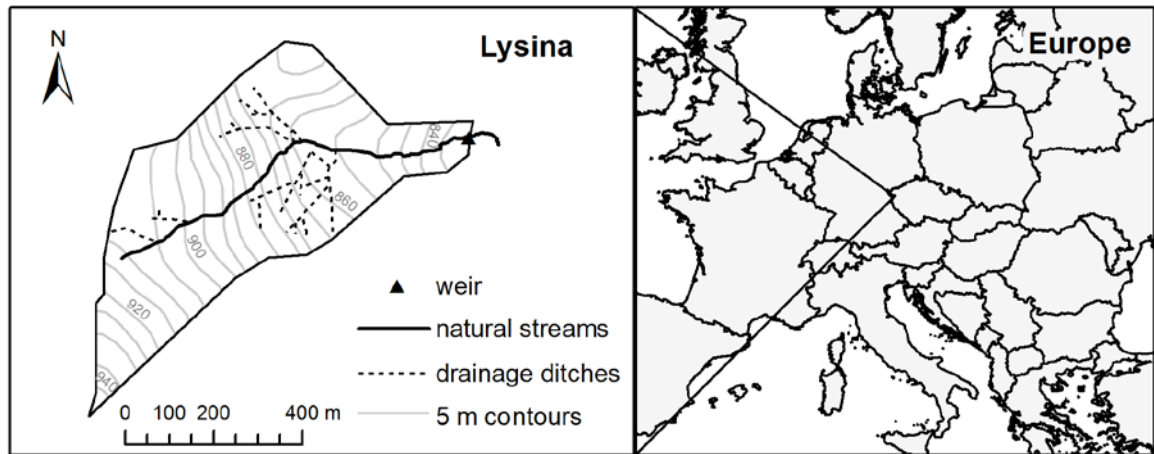 N
Lysina
840
880
860
900
920
940
weir
natural streams
drainage ditches
5 m contours
0 100 200 400 m
Europe